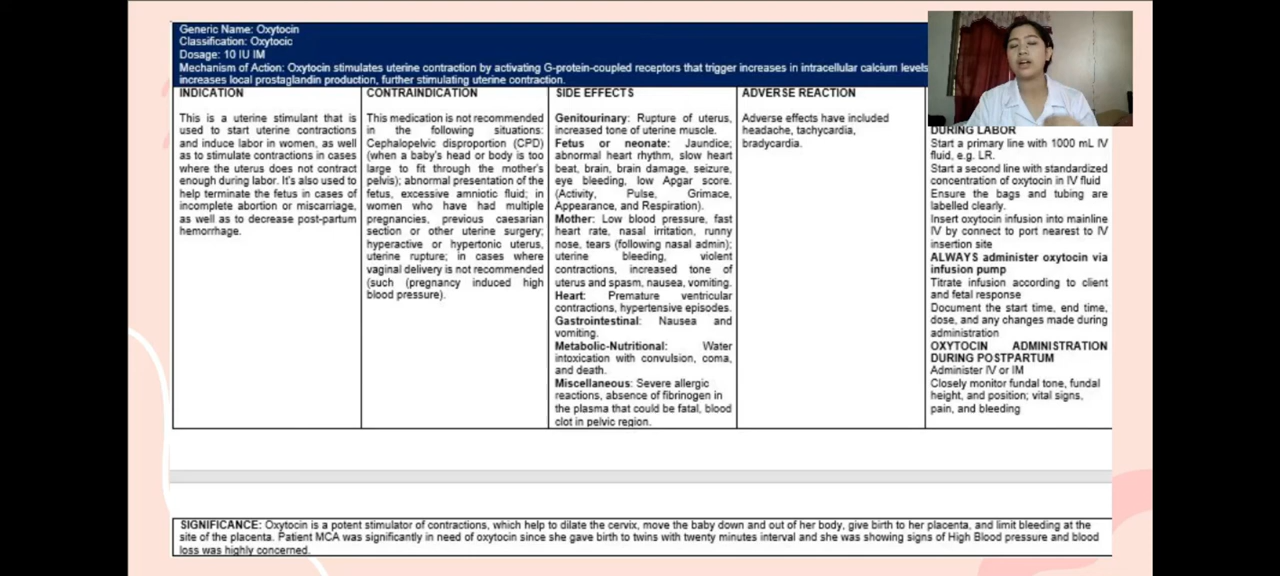 Generic Name: Oxytocin
Classification: Oxytocic
Dosage: 10 IU IM
Mechanism of Action: Oxytocin stimulates uterine contraction by activating G-protein-coupled receptors that trigger increases in intracellular calcium levels
increases local prostaglandin production, further stimulating uterine contraction.
INDICATION
This is a uterine stimulant that is
used to start uterine contractions
and induce labor in women, as well
as to stimulate contractions in cases
where the uterus does not contract
enough during labor. It's also used to
help terminate the fetus in cases of
incomplete abortion or miscarriage,
as well as to decrease post-partum
hemorrhage.
CONTRAINDICATION
This medication is not recommended
in the following situations:
Cephalopelvic disproportion (CPD)
(when a baby's head or body is too
large to fit through the mother's
pelvis); abnormal presentation of the
fetus, excessive amniotic fluid; in
women who have had multiple
pregnancies, previous caesarian
section or other uterine surgery;
hyperactive or hypertonic uterus,
uterine rupture; in cases where
vaginal delivery is not recommended
(such (pregnancy induced high
blood pressure).
SIDE EFFECTS
Genitourinary: Rupture of uterus,
increased tone of uterine muscle.
Fetus or neonate: Jaundice;
abnormal heart rhythm, slow heart
beat, brain, brain damage, seizure,
eye bleeding, low Apgar score.
(Activity, Pulse, Grimace,
Appearance, and Respiration).
Mother: Low blood pressure, fast
heart rate, nasal irritation, runny
nose, tears (following nasal admin);
uterine bleeding, violent
contractions, increased tone of
uterus and spasm, nausea, vomiting.
Heart: Premature ventricular
contractions, hypertensive episodes.
Gastrointestinal: Nausea and
vomiting.
Metabolic-Nutritional: Water
intoxication with convulsion, coma,
and death.
Miscellaneous: Severe allergic
reactions, absence of fibrinogen in
the plasma that could be fatal, blood
clot in pelvic region.
ADVERSE REACTION
Adverse effects have included
headache, tachycardia,
bradycardia.
DURING LABOR
Start a primary line with 1000 mL IV
fluid, e.g. LR.
Start a second line with standardized
concentration of oxytocin in IV fluid
Ensure the bags and tubing are
labelled clearly.
Insert oxytocin infusion into mainline
IV by connect to port nearest to IV
insertion site
ALWAYS administer oxytocin via
infusion pump
Titrate infusion according to client
and fetal response
Document the start time, end time,
dose, and any changes made during
administration
OXYTOCIN ADMINISTRATION
DURING POSTPARTUM
Administer IV or IM
Closely monitor fundal tone, fundal
height, and position; vital signs,
pain, and bleeding
SIGNIFICANCE: Oxytocin is a potent stimulator of contractions, which help to dilate the cervix, move the baby down and out of her body, give birth to her placenta, and limit bleeding at the
site of the placenta. Patient MCA was significantly in need of oxytocin since she gave birth to twins with twenty minutes interval and she was showing signs of High Blood pressure and blood
loss was highly concerned.